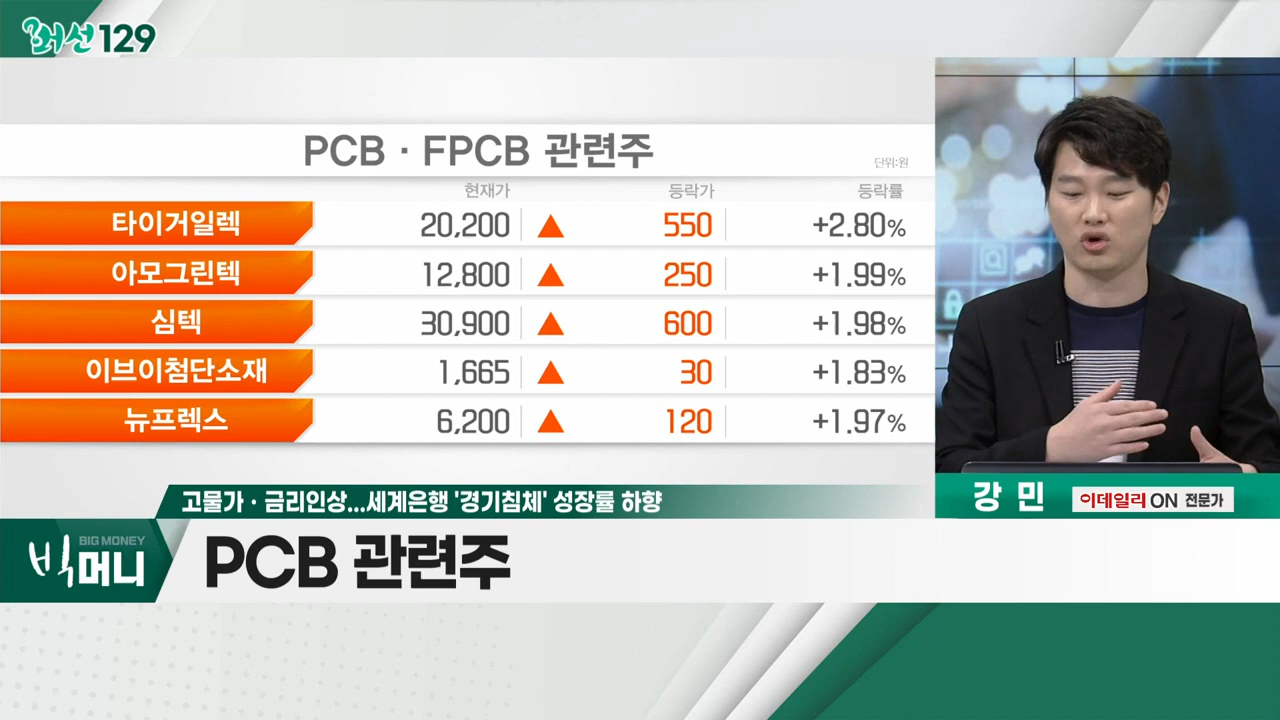 최선129
PCB · FPCB 관련주
단위:원
현재가 등락가 등락률
타이거일렉 20,200 ▲ 550 +2.80%
아모그린텍 12,800 ▲ 250 +1.99%
심텍 30,900 ▲ 600 +1.98%
이브이첨단소재 1,665 ▲ 30 +1.83%
뉴프렉스 6,200 ▲ 120 +1.97%
강 민 이데일리 ON 전문가
고물가 · 금리인상...세계은행 '경기침체' 성장률 하향
BIG MONEY
빅머니
PCB 관련주